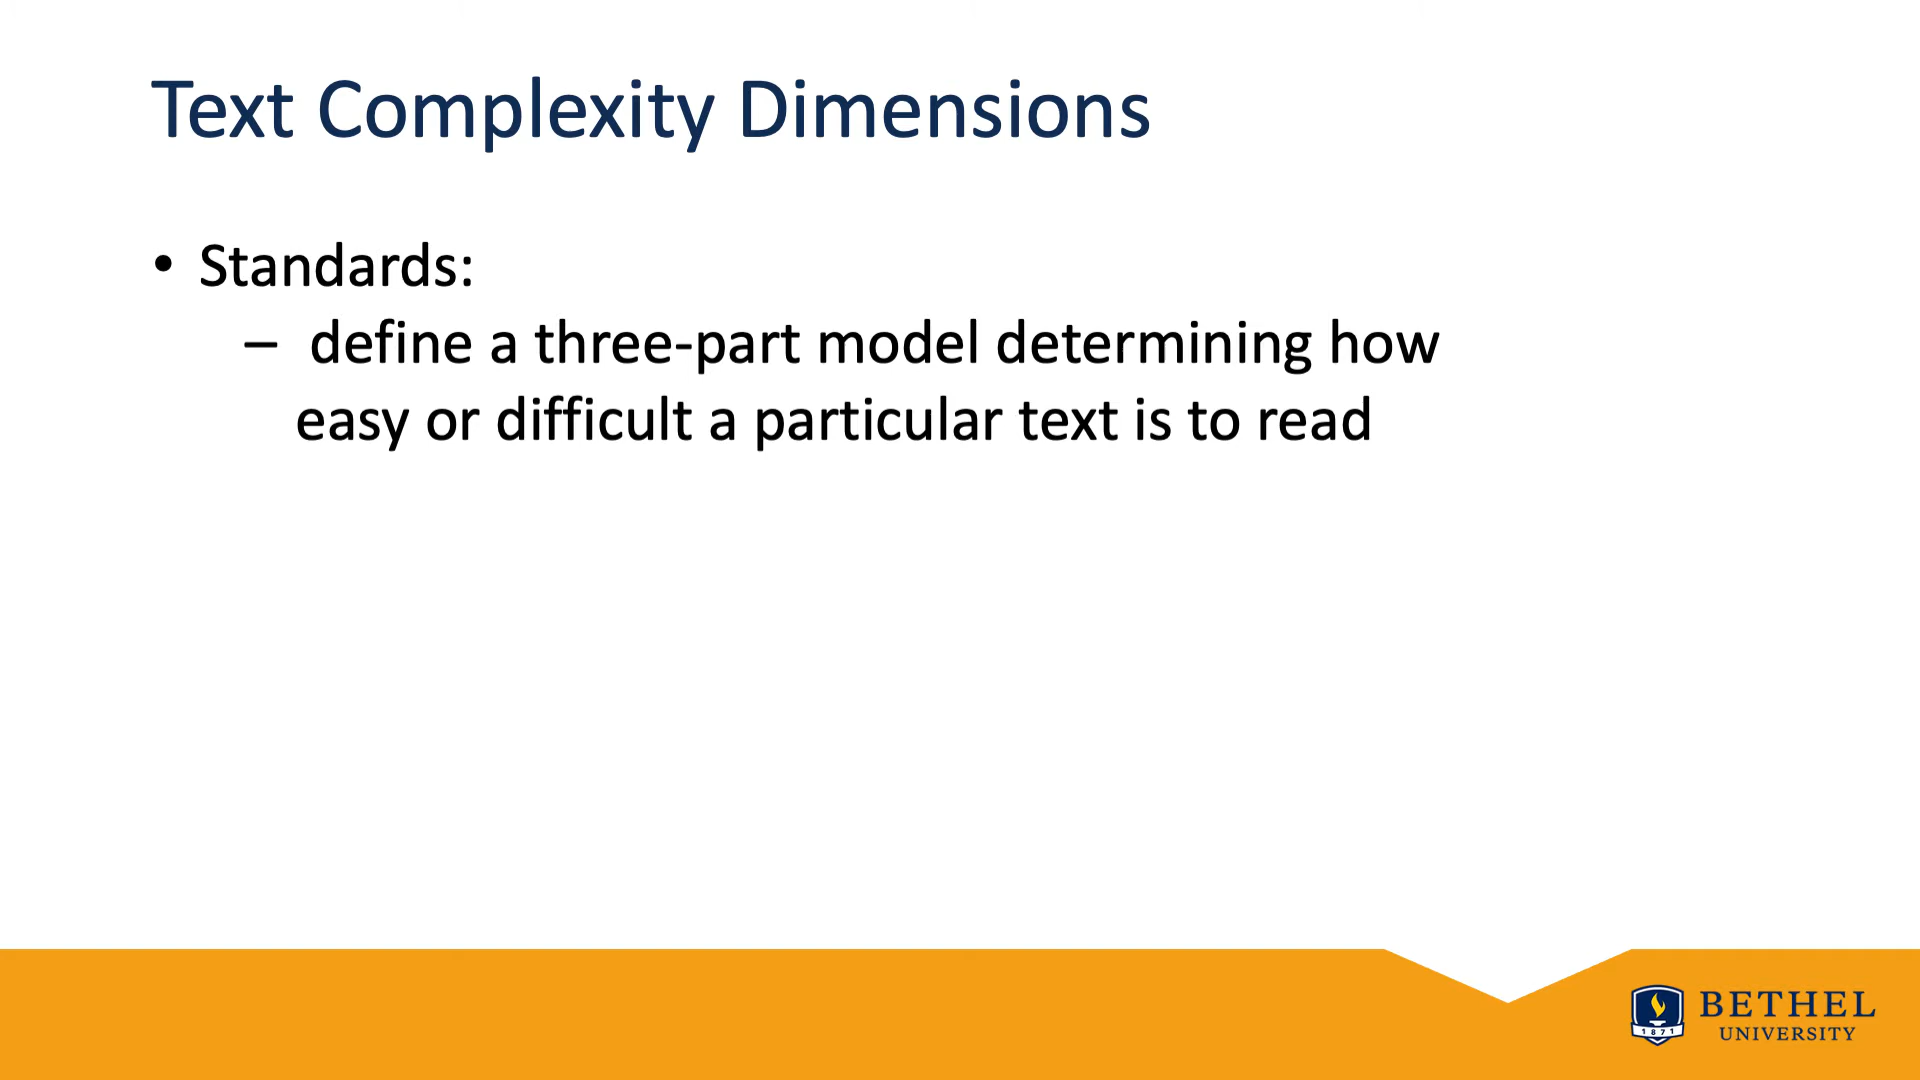 Text Complexity Dimensions
• Standards:
– define a three-part model determining how
easy or difficult a particular text is to read
BETHEL
UNIVERSITY
1871